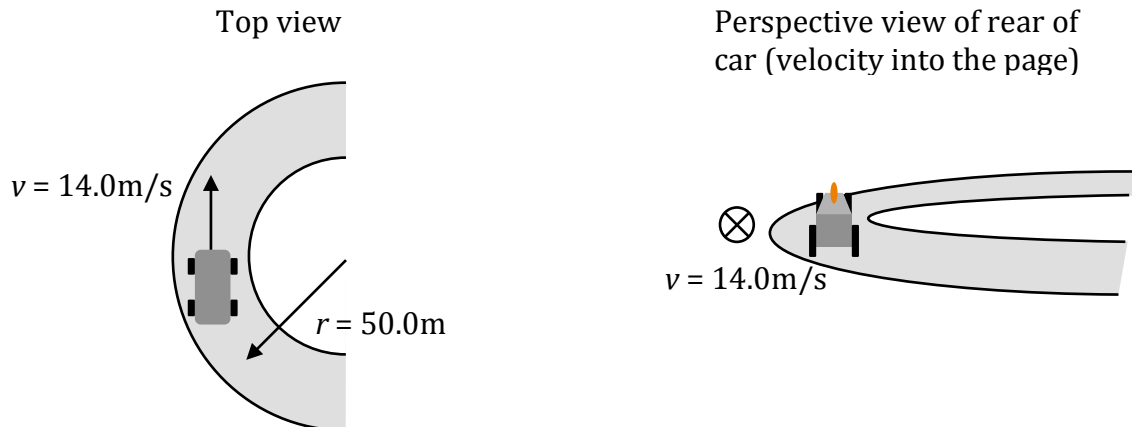 Top view
v = 14.0m/s
r = 50.0m
Perspective view of rear of
car (velocity into the page)
v = 14.0m/s